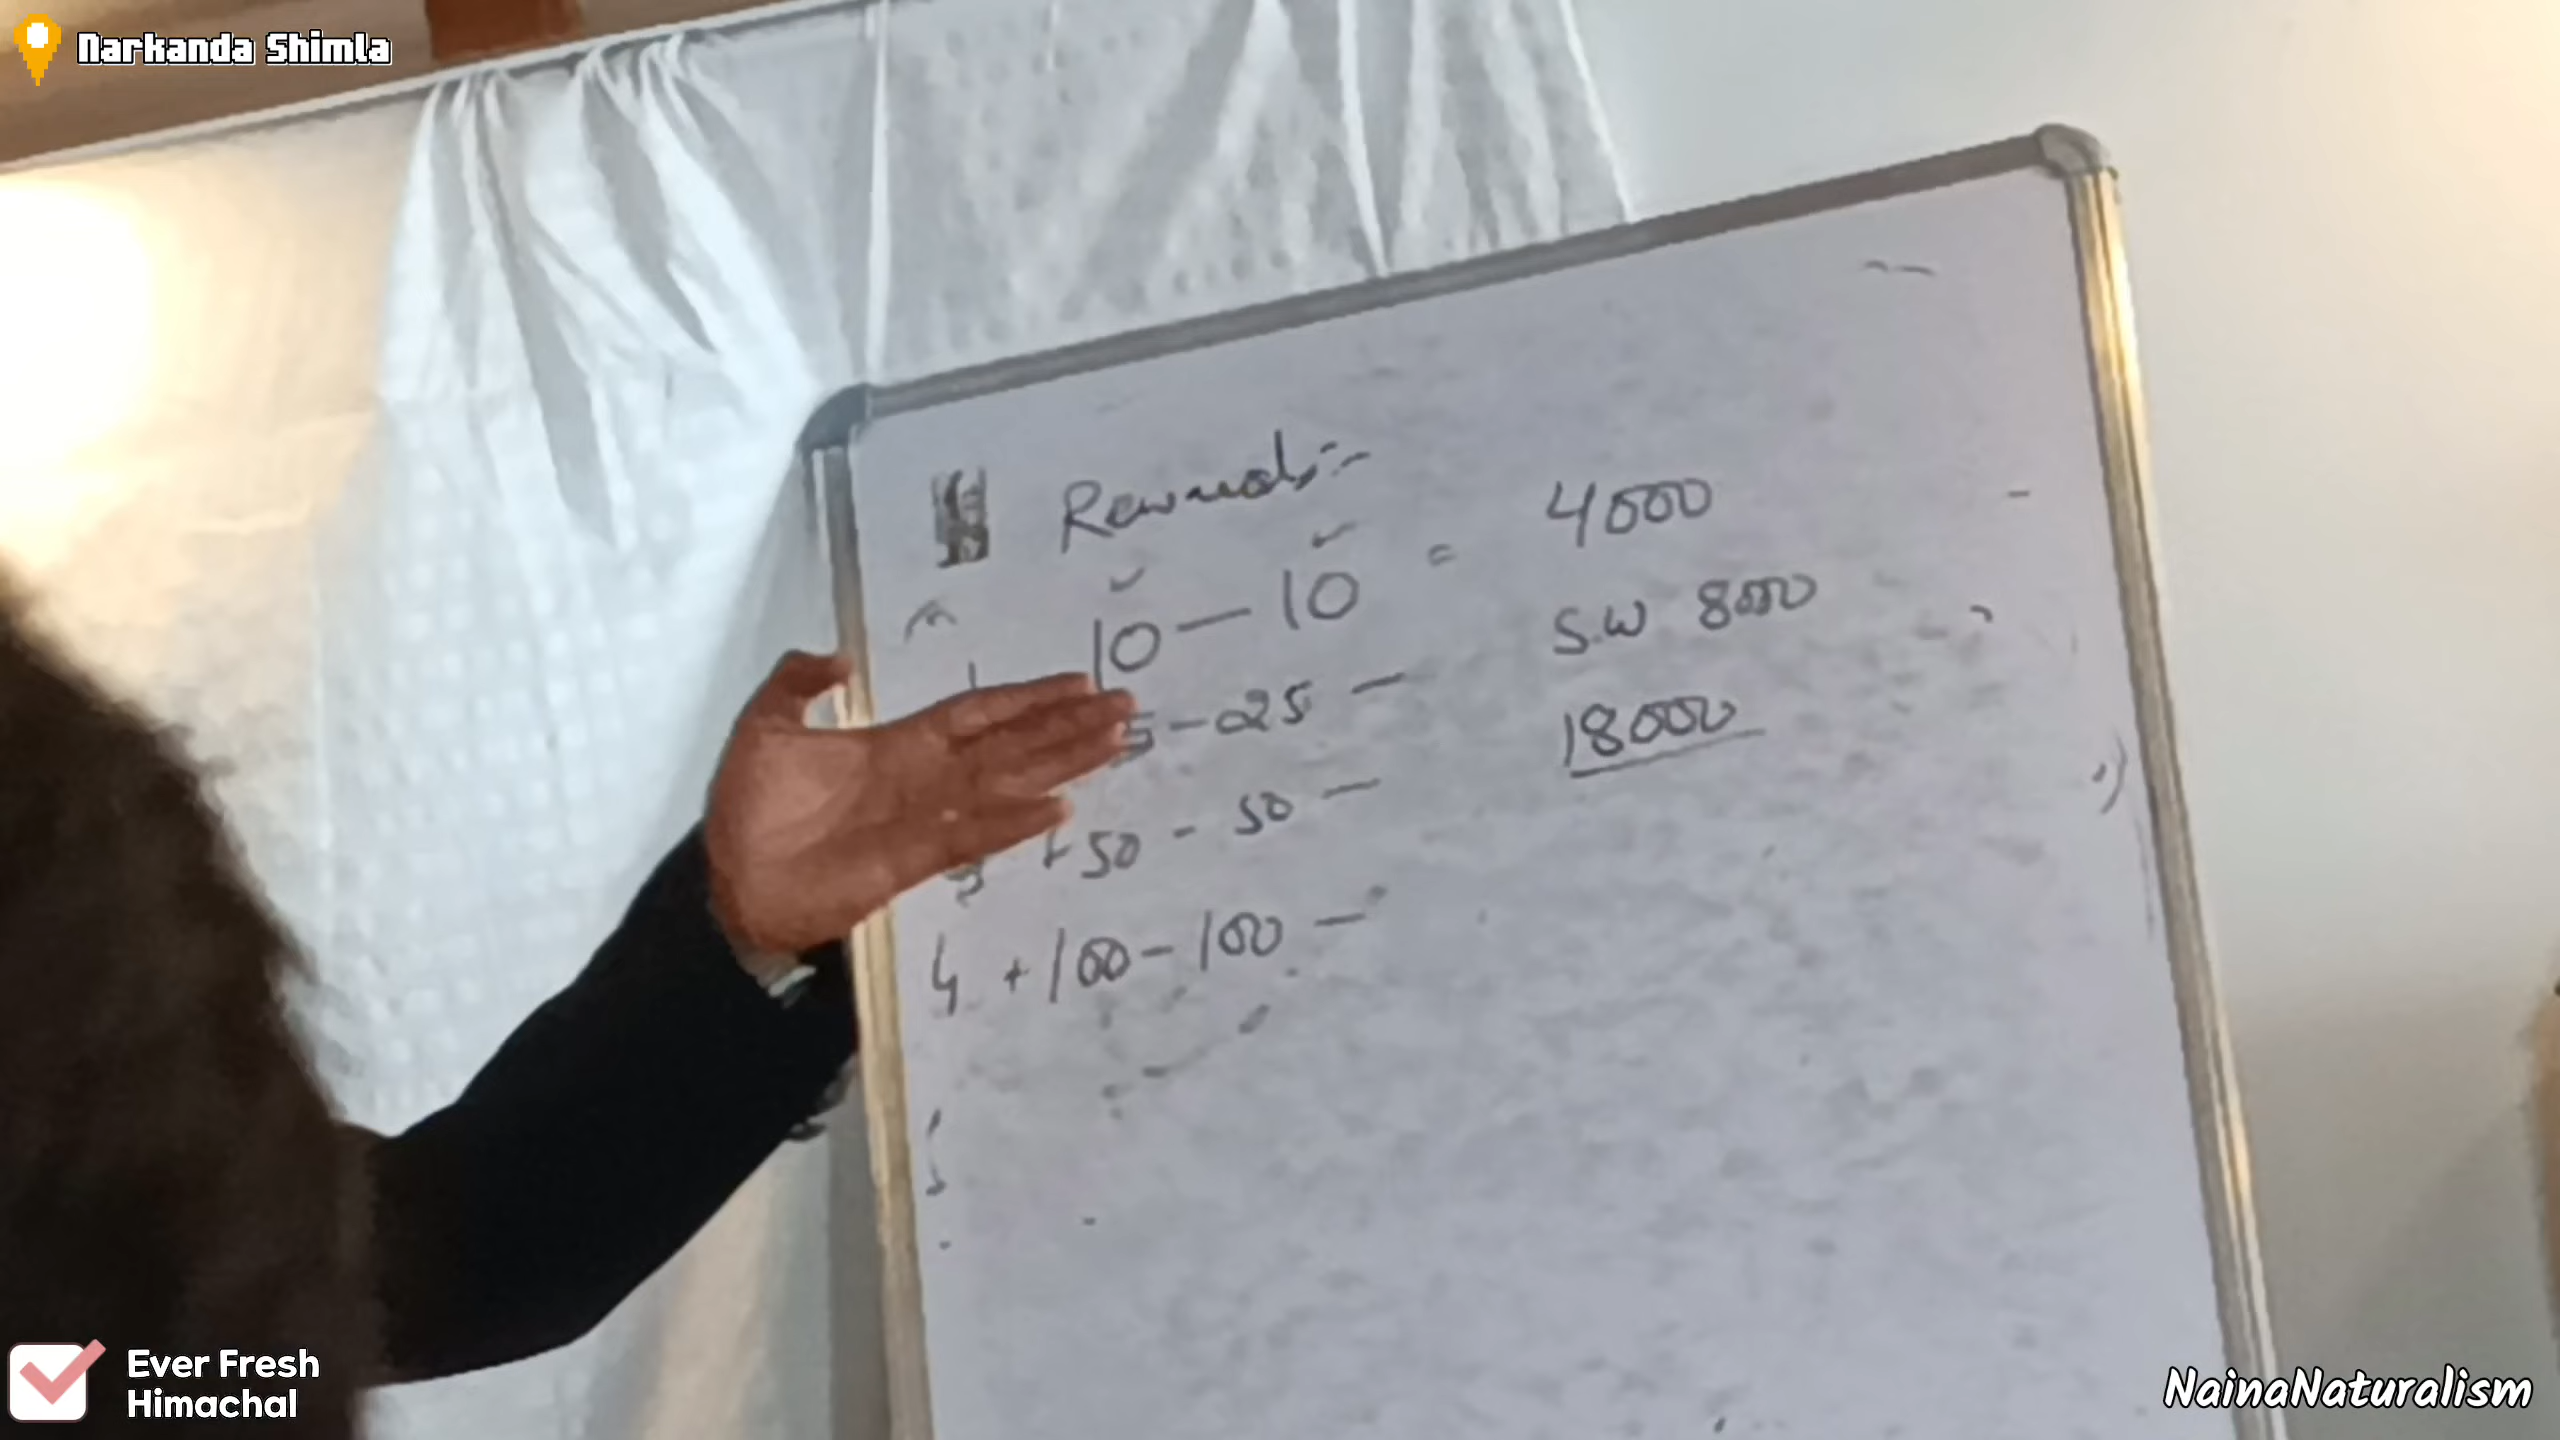 Narkanda Shimla
Rewards:-
10 — 10 = 4000
5 - 25 — S.W 8000
3 +50 - 50 — 18000
4 +100 - 100 —
Ever Fresh
Himachal
NainaNaturalism